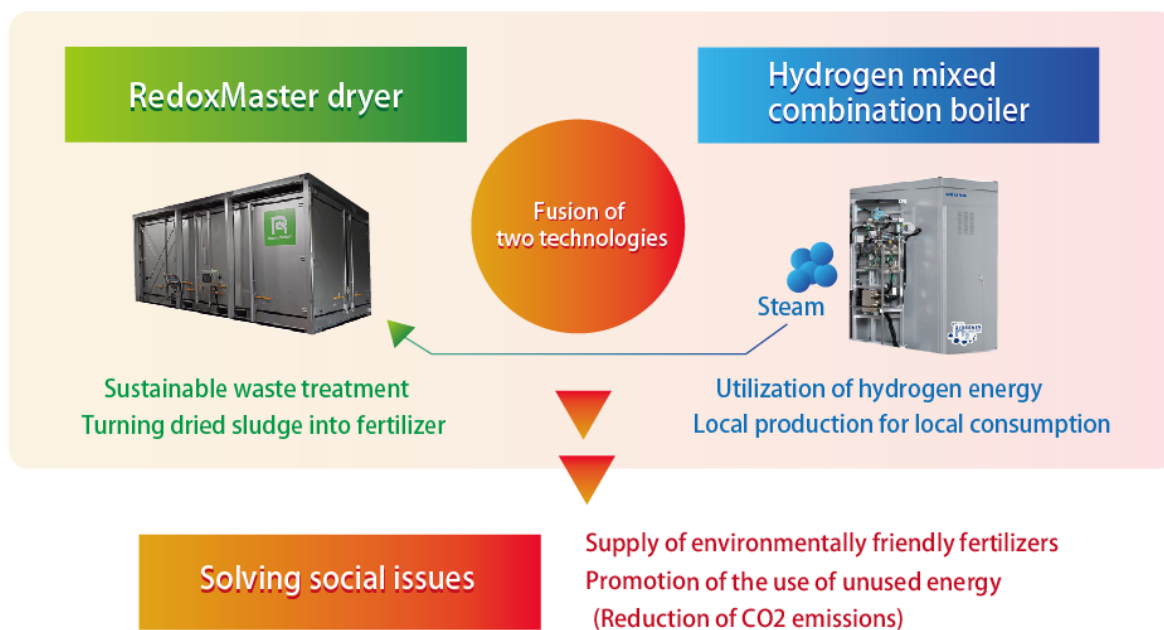 RedoxMaster dryer
Hydrogen mixed
combination boiler
Fusion of
two technologies
Steam
Sustainable waste treatment
Turning dried sludge into fertilizer
Utilization of hydrogen energy
Local production for local consumption
Solving social issues
Supply of environmentally friendly fertilizers
Promotion of the use of unused energy
(Reduction of CO2 emissions)